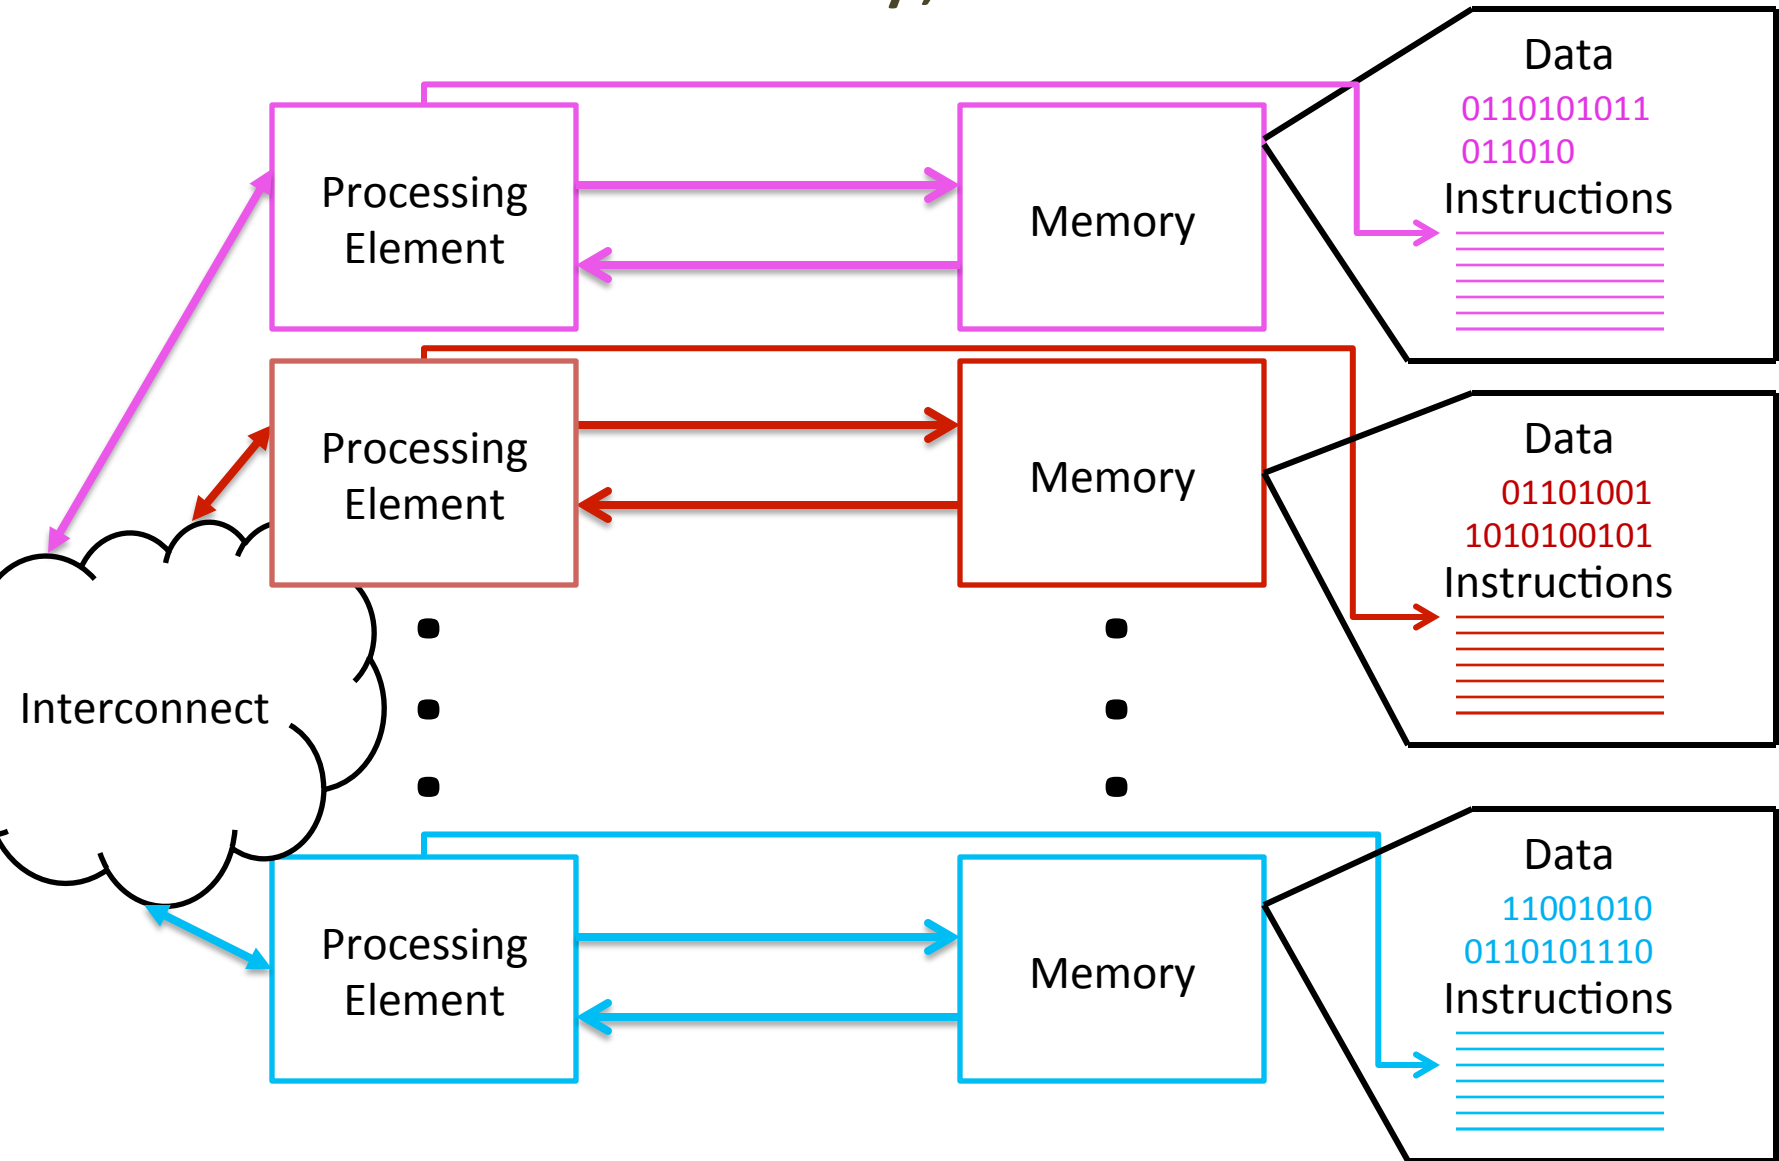 Data
0110101011
011010
Instructions
Processing
Element
Memory
Data
01101001
1010100101
Instructions
Processing
Element
Memory
Interconnect
Data
11001010
0110101110
Instructions
Processing
Element
Memory